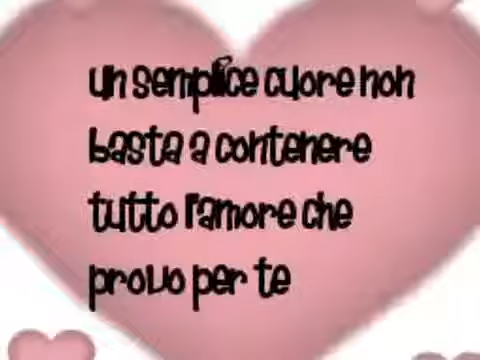 un semplice cuore non
basta a contenere
tutto l'amore che
provo per te